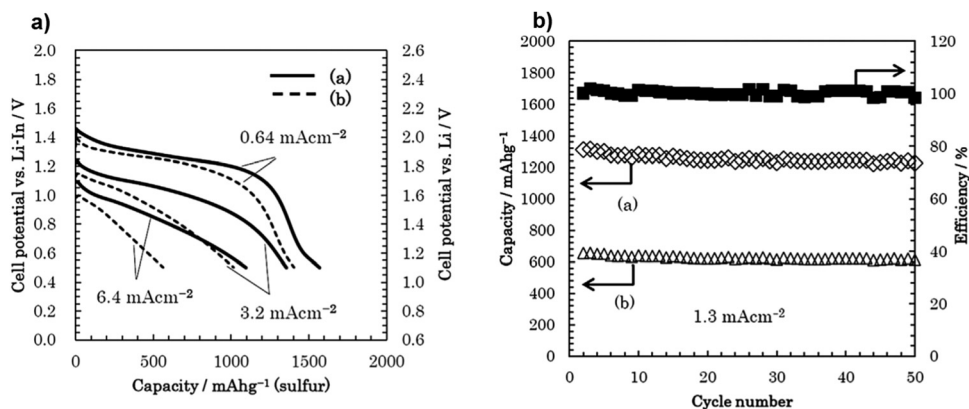 a)
2.0
1.8
1.6
1.4
1.2
1.0
0.8
0.6
0.4
0.2
0.0
Cell potential vs. Li-In / V
(a)
(b)
0.64 mAcm⁻²
6.4 mAcm⁻²
3.2 mAcm⁻²
2.6
2.4
2.2
2.0
1.8
1.6
1.4
1.2
1.0
0.8
0.6
Cell potential vs. Li / V
0 500 1000 1500 2000
Capacity / mAhg⁻¹ (sulfur)
b)
2000
1800
1600
1400
1200
1000
800
600
400
200
0
Capacity / mAhg⁻¹
(a)
(b)
1.3 mAcm⁻²
120
100
80
60
40
20
0
Efficiency / %
0 10 20 30 40 50
Cycle number